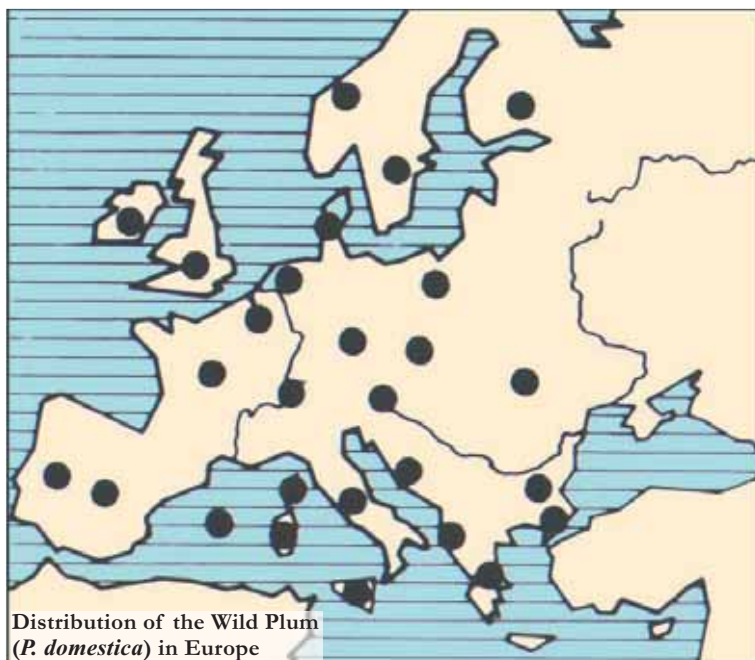 Distribution of the Wild Plum
(P. domestica) in Europe